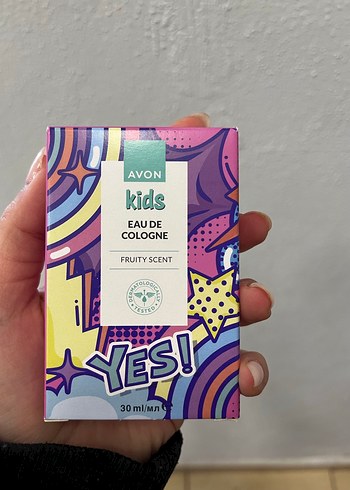 AVON
kids
EAU DE
COLOGNE
FRUITY SCENT
DERMATOLOGICALLY
TESTED
YES!
30 ml/мл